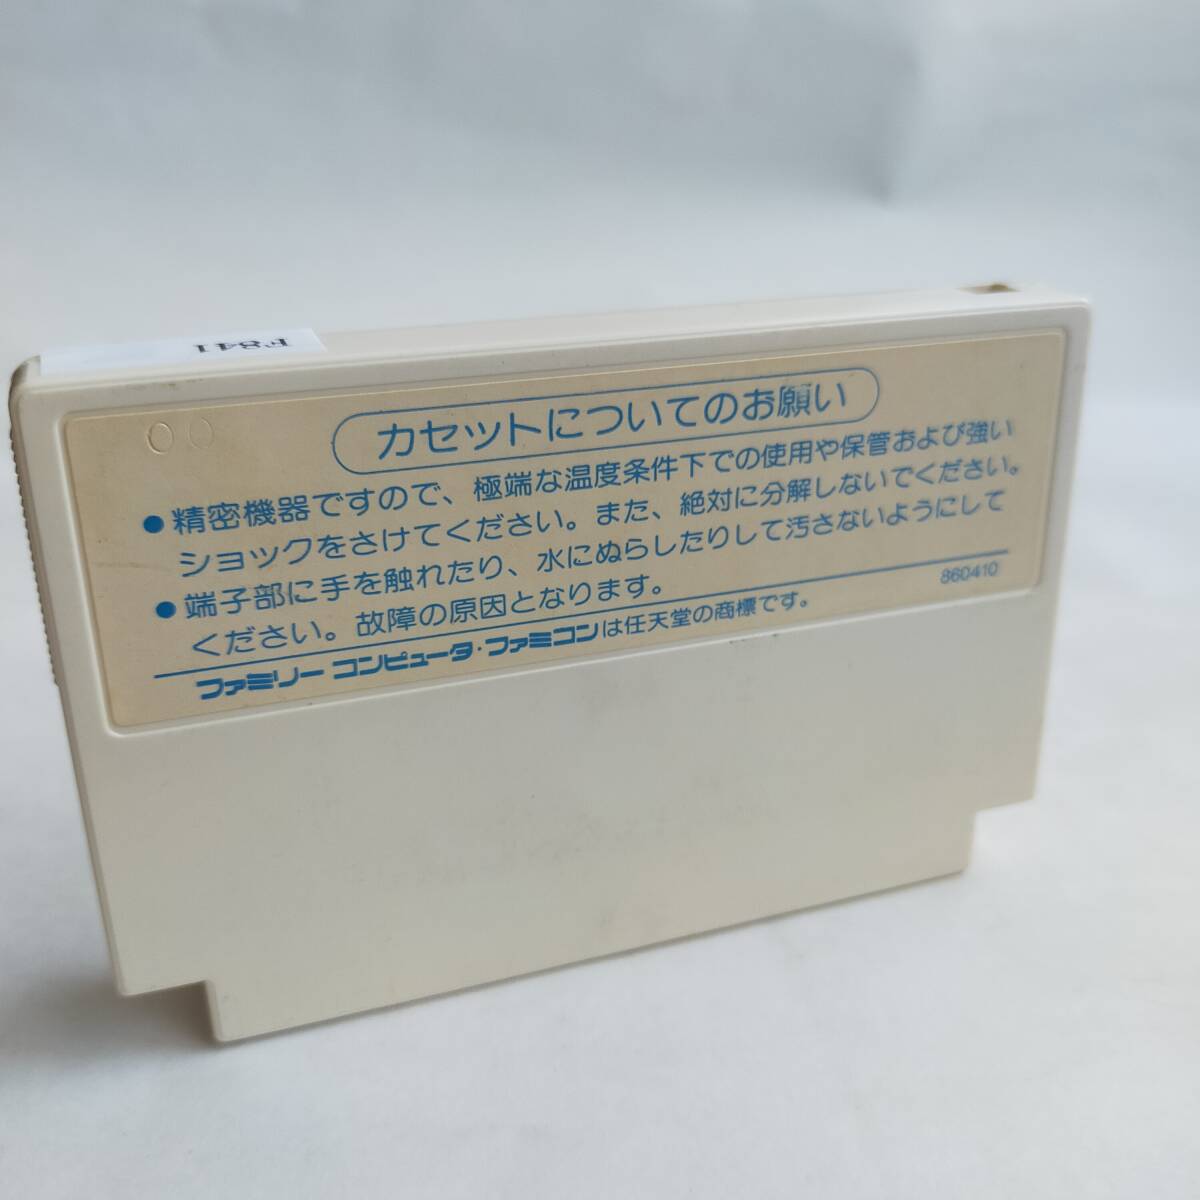 F841
00
カセットについてのお願い
●精密機器ですので、極端な温度条件下での使用や保管および強い
ショックをさけてください。また、絶対に分解しないでください。
●端子部に手を触れたり、水にぬらしたりして汚さないようにして
ください。故障の原因となります。
860410
ファミリー コンピュータ・ファミコンは任天堂の商標です。